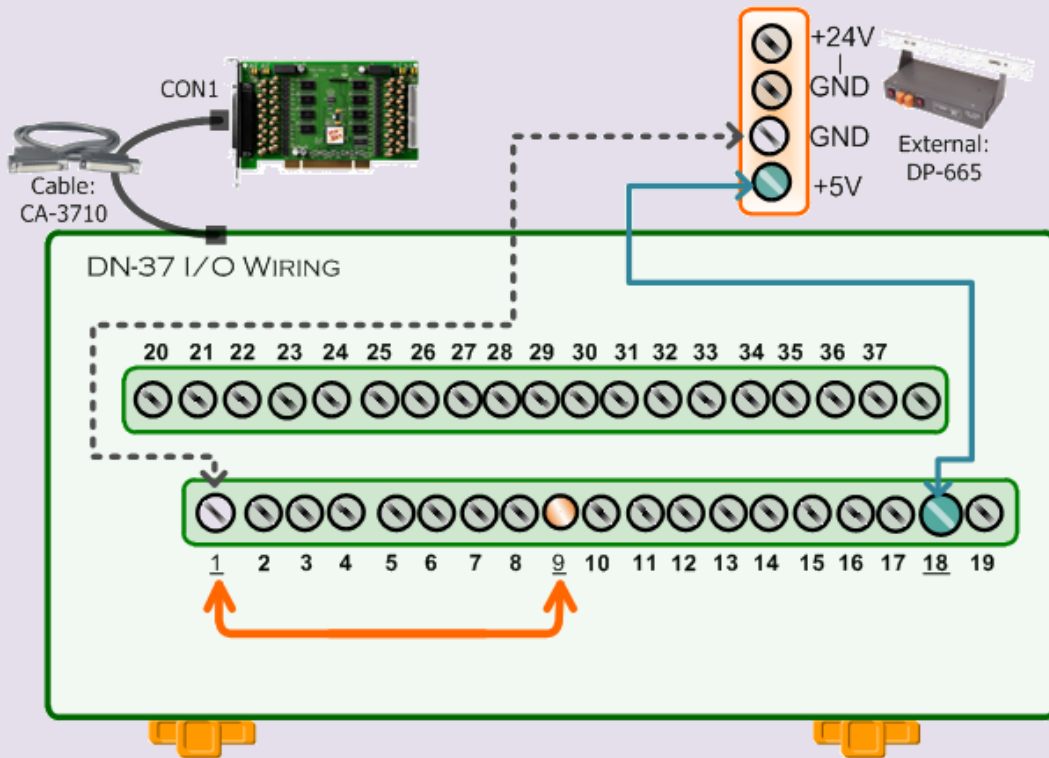 CON1
Cable:
CA-3710
+24V
GND
GND
+5V
External:
DP-665
DN-37 I/O WIRING
20 21 22 23 24 25 26 27 28 29 30 31 32 33 34 35 36 37
1 2 3 4 5 6 7 8 9 10 11 12 13 14 15 16 17 18 19